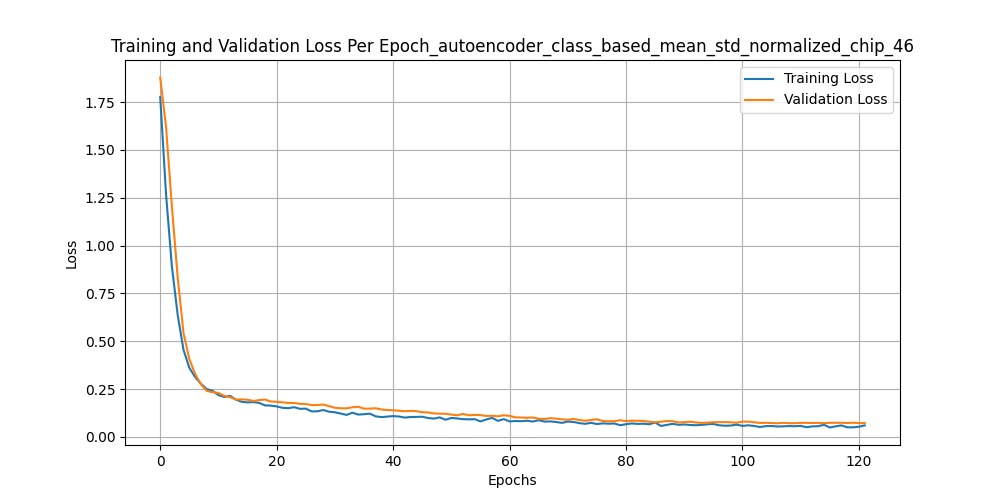 Training and Validation Loss Per Epoch_autoencoder_class_based_mean_std_normalized_chip_46
Training Loss
Validation Loss
1.75
1.50
1.25
1.00
0.75
0.50
0.25
0.00
Loss
0 20 40 60 80 100 120
Epochs